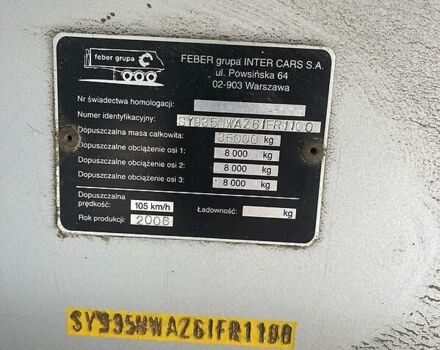 feber grupa
FEBER grupa INTER CARS S.A.
ul. Powsińska 64
02-903 Warszawa
Nr świadectwa homologacji:
Numer identyfikacyjny: SY935NWAZ61FR1100
Dopuszczalna masa całkowita: 35000 kg
Dopuszczalne obciążenie osi 1: 8 000 kg
Dopuszczalne obciążenie osi 2: 8 000 kg
Dopuszczalne obciążenie osi 3: 8 000 kg
Dopuszczalna
prędkość: 105 km/h
Ładowność: kg
Rok produkcji: 2006
SY935NWAZ61FR1100